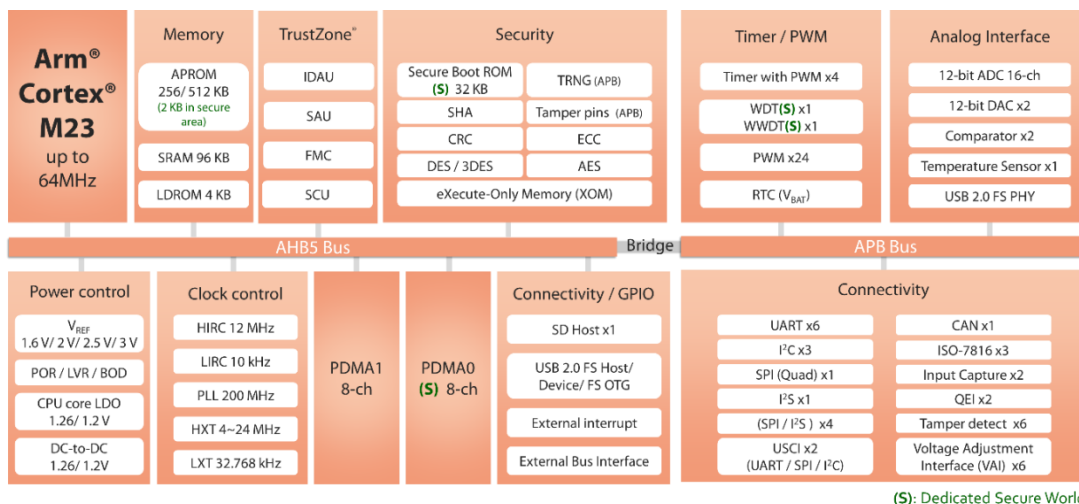 Arm®
Cortex®
M23
up to
64MHz
Memory
APROM
256/ 512 KB
(2 KB in secure
area)
SRAM 96 KB
LDROM 4 KB
TrustZone®
IDAU
SAU
FMC
SCU
Security
Secure Boot ROM
(S) 32 KB
TRNG (APB)
SHA
Tamper pins (APB)
CRC
ECC
DES / 3DES
AES
eXecute-Only Memory (XOM)
Timer / PWM
Timer with PWM x4
WDT(S) x1
WWDT(S) x1
PWM x24
RTC (VBAT)
Analog Interface
12-bit ADC 16-ch
12-bit DAC x2
Comparator x2
Temperature Sensor x1
USB 2.0 FS PHY
AHB5 Bus
Bridge
APB Bus
Power control
VREF
1.6 V/ 2 V/ 2.5 V/ 3 V
POR / LVR / BOD
CPU core LDO
1.26/ 1.2 V
DC-to-DC
1.26/ 1.2V
Clock control
HIRC 12 MHz
LIRC 10 kHz
PLL 200 MHz
HXT 4~24 MHz
LXT 32.768 kHz
PDMA1
8-ch
PDMA0
(S) 8-ch
Connectivity / GPIO
SD Host x1
USB 2.0 FS Host/
Device/ FS OTG
External interrupt
External Bus Interface
Connectivity
UART x6
I²C x3
SPI (Quad) x1
I²S x1
(SPI / I²S ) x4
USCI x2
(UART / SPI / I²C)
CAN x1
ISO-7816 x3
Input Capture x2
QEI x2
Tamper detect x6
Voltage Adjustment
Interface (VAI) x6
(S): Dedicated Secure World